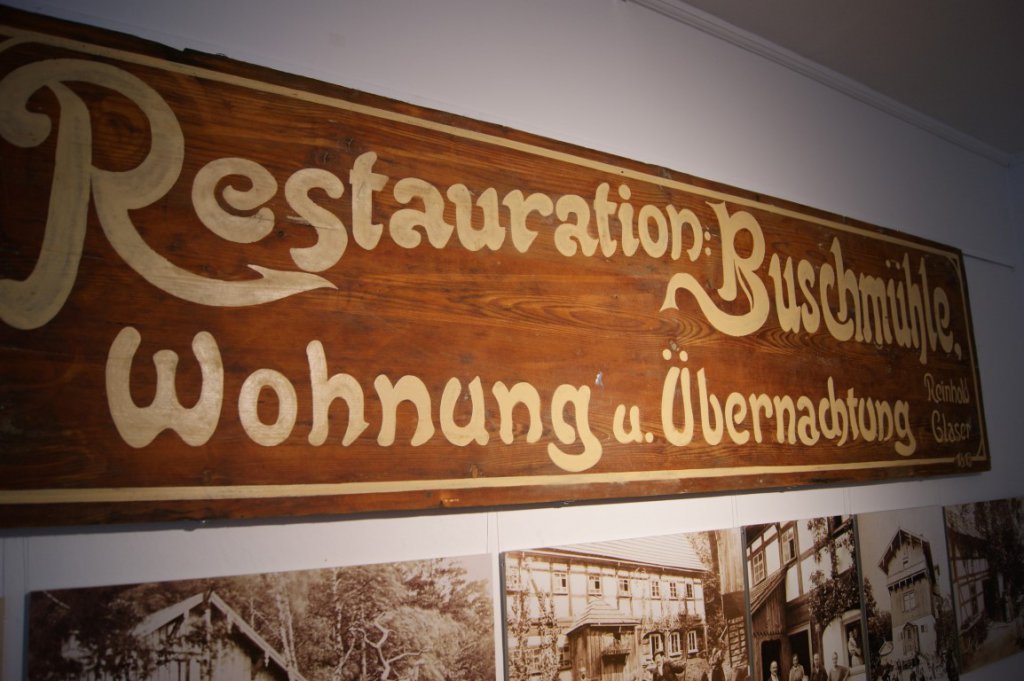 Restauration: Buschmühle,
Wohnung u. Übernachtung
Reinhold
Glaser